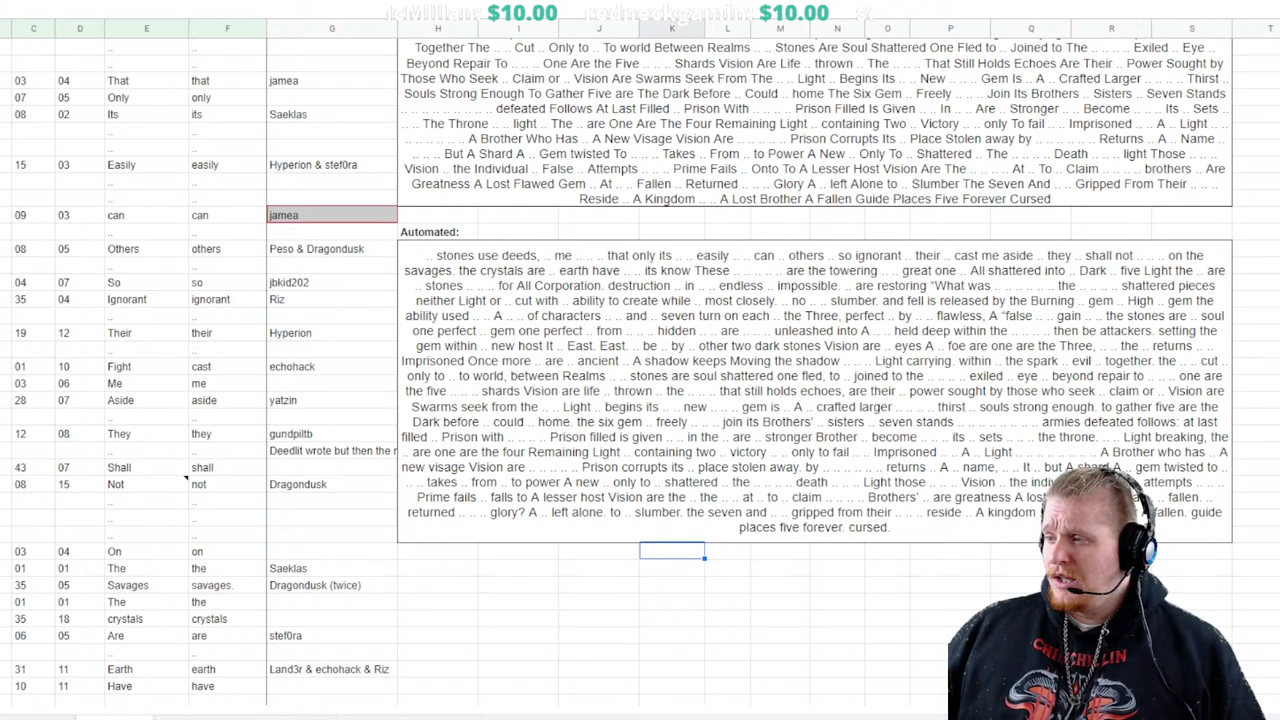 cMillan: $10.00 redneckgamin: $10.00
C D E F G H I J K L M N O P Q R S T
Together The .. Cut .. Only to .. To world Between Realms .. Stones Are Soul Shattered One Fled to .. Joined to The .. .. .. Exiled .. Eye ..
Beyond Repair To .. .. One Are the Five .. .. Shards Vision Are Life .. thrown .. The .. .. That Still Holds Echoes Are Their .. Power Sought by
Those Who Seek .. Claim or .. Vision Are Swarms Seek From The .. .. Light .. Begins Its .. New .. .. Gem Is .. A .. Crafted Larger .. .. Thirst ..
Souls Strong Enough To Gather Five are The Dark Before .. Could .. home The Six Gem .. Freely .. .. Join Its Brothers .. Sisters .. Seven Stands
.. .. .. .. defeated Follows At Last Filled .. Prison With .. .. .. Prison Filled Is Given .. .. In .. .. Are .. Stronger .. Become .. .. Its .. Sets
.. .. The Throne .. .. light .. The .. are One Are The Four Remaining Light .. containing Two .. Victory .. .. only To fail .. Imprisoned .. A .. Light ..
.. .. A Brother Who Has .. A New Visage Vision Are .. .. .. .. Prison Corrupts Its .. Place Stolen away by .. .. .. .. Returns .. A .. Name ..
.. .. .. But A Shard A .. Gem twisted To .. .. .. Takes .. From .. to Power A New .. Only To .. Shattered .. The .. .. .. Death .. .. light Those ..
Vision .. the Individual .. False .. Attempts .. .. Prime Fails .. Onto To A Lesser Host Vision Are The .. .. At .. To .. Claim .. .. brothers .. Are
Greatness A Lost Flawed Gem .. At .. Fallen .. Returned .. .. Glory A .. left Alone to .. Slumber The Seven And .. .. Gripped From Their .. ..
Reside .. A Kingdom .. .. A Lost Brother A Fallen Guide Places Five Forever Cursed
Automated:
.. stones use deeds, .. me .. .. that only its .. easily .. .. can .. others .. so ignorant .. their .. cast me aside .. they .. shall not .. .. on the
savages. the crystals are .. earth have .. .. its know These .. .. .. .. are the towering .. great one .. All shattered into .. Dark .. five Light the .. are
.. stones .. .. for All Corporation. destruction .. in .. endless .. impossible. .. are restoring “What was .. .. .. .. the .. .. .. shattered pieces
neither Light or .. cut with .. ability to create while .. most closely. .. no .. slumber. and fell is released by the Burning .. gem .. High .. gem the
ability used .. .. A .. .. of characters .. .. and .. seven turn on each .. the Three, perfect .. by .. flawless, A “false .. gain .. the stones are .. soul
one perfect .. gem one perfect .. from .. .. hidden .. are .. .. unleashed into A .. .. held deep within the .. .. .. then be attackers. setting the
gem within .. new host It .. East. East. .. be .. by .. other two dark stones Vision are .. eyes A .. foe are one are the Three, .. the .. returns ..
Imprisoned Once more .. are .. ancient .. A shadow keeps Moving the shadow .. .. .. Light carrying. within .. the spark .. evil .. together. the .. cut ..
only to .. to world, between Realms .. .. stones are soul shattered one fled, to .. joined to the .. .. .. exiled .. eye .. beyond repair to .. .. one are
the five .. .. shards Vision are life .. thrown .. the .. .. that still holds echoes, are their .. power sought by those who seek .. claim or .. Vision are
Swarms seek from the .. .. Light .. begins its .. new .. .. gem is .. A .. crafted larger .. .. thirst .. souls strong enough. to gather five are the
Dark before .. could .. home. the six gem .. freely .. .. join its Brothers’ .. sisters .. seven stands .. .. .. .. armies defeated follows: at last
filled .. Prison with .. .. .. Prison filled is given .. .. in the .. are .. stronger Brother .. become .. .. its .. sets .. .. the throne. .. .. Light breaking, the
.. are one are the four Remaining Light .. containing two .. victory .. .. only to fail .. Imprisoned .. A .. Light .. .. .. A Brother who has .. A
new visage Vision are .. .. .. .. Prison corrupts its .. place stolen away. by .. .. .. .. returns .. A .. name, .. .. It .. but A shard A .. gem twisted to
.. .. takes .. from .. to power A new .. only to .. shattered .. the .. .. .. death .. .. Light those .. .. Vision .. the .. attempts ..
Prime fails .. falls to A lesser host Vision are the .. the .. at .. to .. claim .. .. Brothers’ .. are greatness A .. fallen.
returned .. .. glory? A .. left alone. to .. slumber. the seven and .. .. gripped from their .. .. .. reside .. A kingdom .. fallen. guide
places five forever. cursed.
03 04 That that jamea
07 05 Only only
08 02 Its its Saeklas
.. ..
.. ..
15 03 Easily easily Hyperion & stef0ra
.. ..
.. ..
09 03 can can jamea
.. ..
08 05 Others others Peso & Dragondusk
.. ..
04 07 So so jbkid202
35 04 Ignorant ignorant Riz
.. ..
19 12 Their their Hyperion
.. ..
01 10 Fight cast echohack
03 06 Me me
28 07 Aside aside yatzin
.. ..
12 08 They they gundpiltb
.. .. Deedlit wrote but then the
43 07 Shall shall
08 15 Not not Dragondusk
.. ..
.. ..
.. ..
03 04 On on
01 01 The the Saeklas
35 05 Savages savages. Dragondusk (twice)
01 01 The the
35 18 crystals crystals
06 05 Are are stef0ra
.. ..
31 11 Earth earth Land3r & echohack & Riz
10 11 Have have
CHILLIN